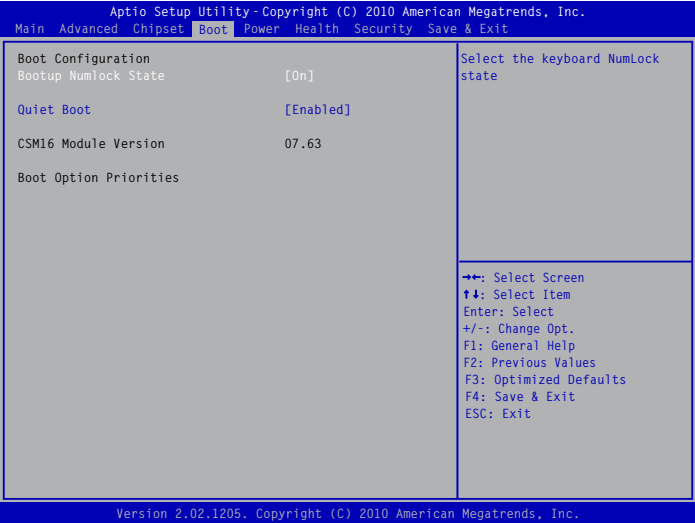 Aptio Setup Utility - Copyright (C) 2010 American Megatrends, Inc.
Main Advanced Chipset Boot Power Health Security Save & Exit
Boot Configuration
Bootup Numlock State [On]
Quiet Boot [Enabled]
CSM16 Module Version 07.63
Boot Option Priorities
Select the keyboard NumLock
state
→←: Select Screen
↑↓: Select Item
Enter: Select
+/-: Change Opt.
F1: General Help
F2: Previous Values
F3: Optimized Defaults
F4: Save & Exit
ESC: Exit
Version 2.02.1205. Copyright (C) 2010 American Megatrends, Inc.